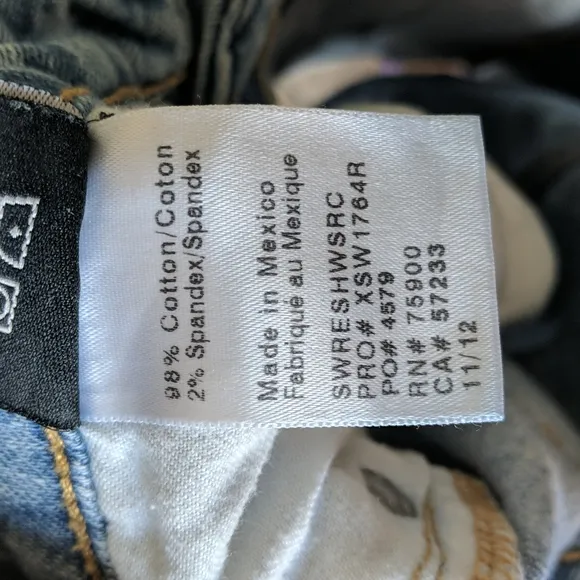 98% Cotton/Coton
2% Spandex/Spandex
Made in Mexico
Fabriqué au Mexique
SWRESHWSRC
PRO# XSW1764R
PO# 4579
RN# 75900
CA# 57233
11/12